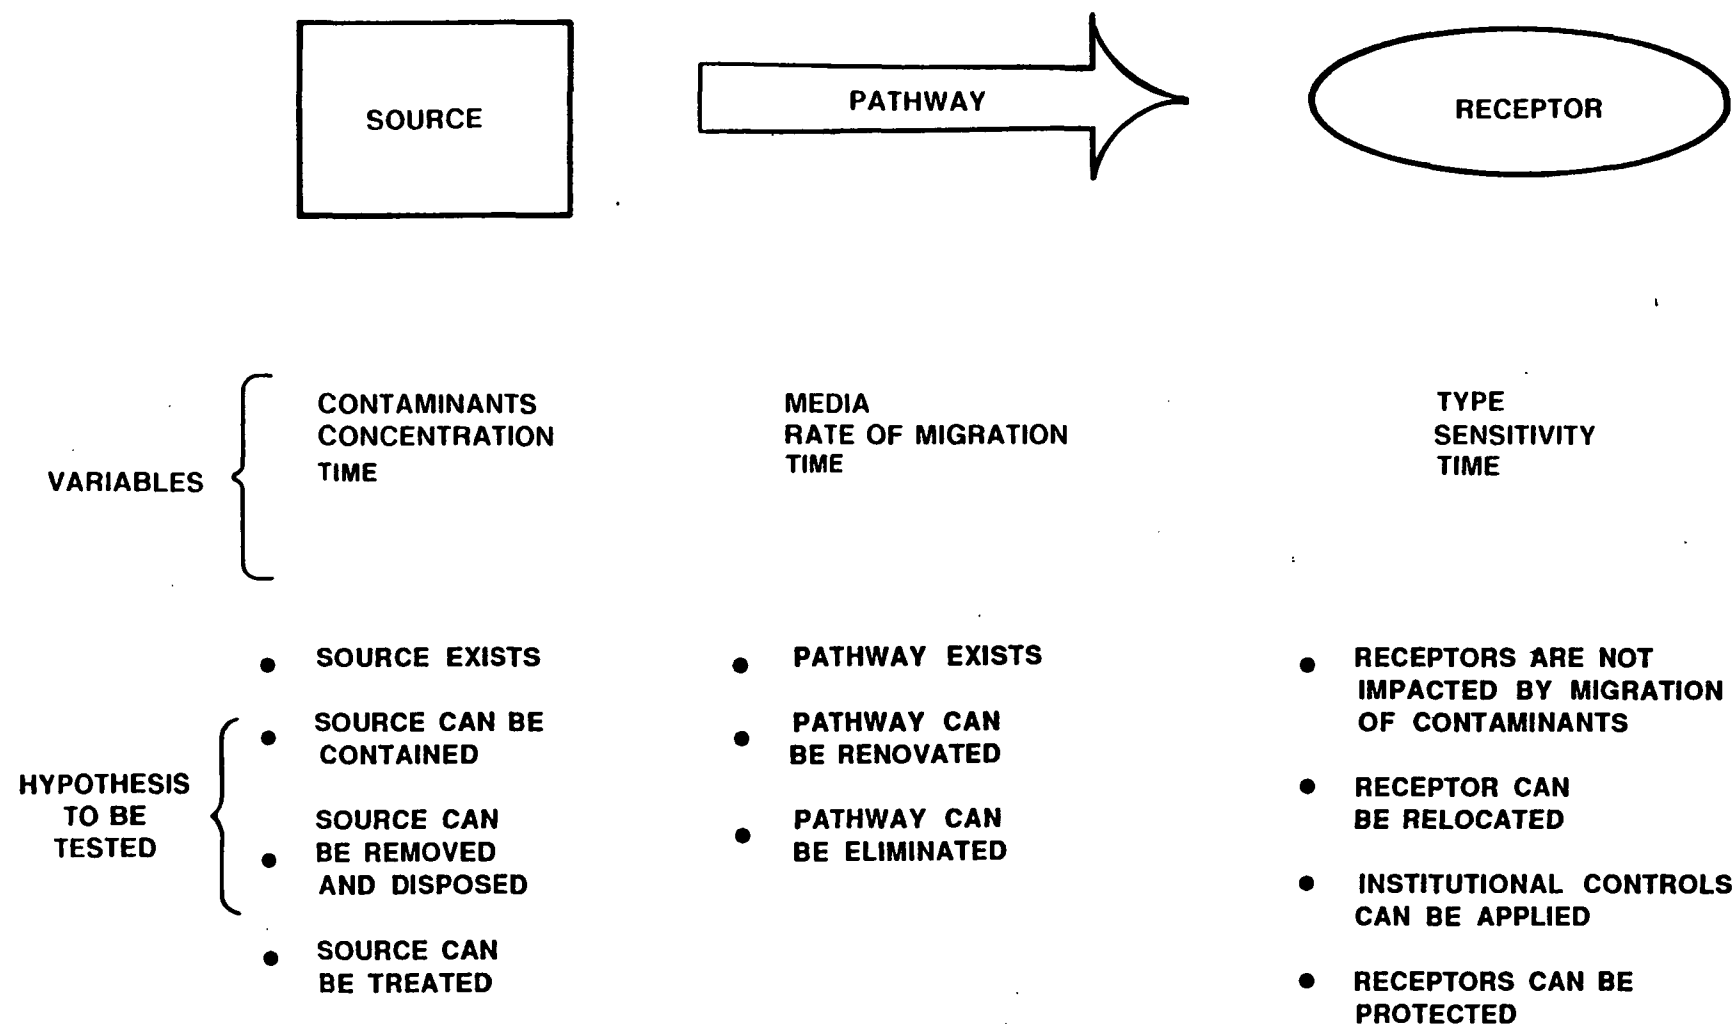 SOURCE
PATHWAY
RECEPTOR
VARIABLES
CONTAMINANTS
CONCENTRATION
TIME
MEDIA
RATE OF MIGRATION
TIME
TYPE
SENSITIVITY
TIME
HYPOTHESIS
TO BE
TESTED
● SOURCE EXISTS
● SOURCE CAN BE
CONTAINED
● SOURCE CAN
BE REMOVED
AND DISPOSED
● SOURCE CAN
BE TREATED
● PATHWAY EXISTS
● PATHWAY CAN
BE RENOVATED
● PATHWAY CAN
BE ELIMINATED
● RECEPTORS ARE NOT
IMPACTED BY MIGRATION
OF CONTAMINANTS
● RECEPTOR CAN
BE RELOCATED
● INSTITUTIONAL CONTROLS
CAN BE APPLIED
● RECEPTORS CAN BE
PROTECTED